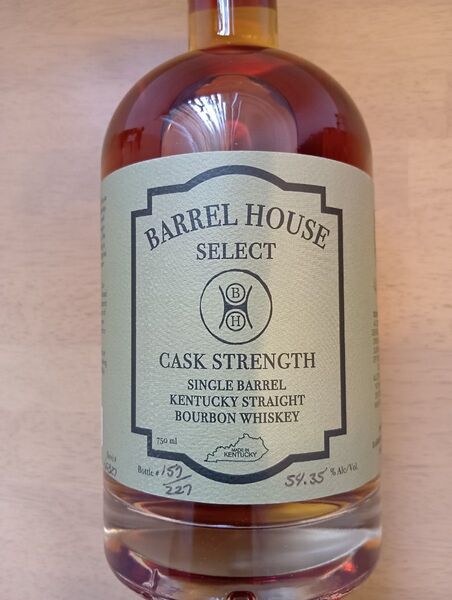 BARREL HOUSE
SELECT
B
H
CASK STRENGTH
SINGLE BARREL
KENTUCKY STRAIGHT
BOURBON WHISKEY
750 ml
MADE IN
KENTUCKY
Bottle # 157
227
54.35 % Alc/Vol